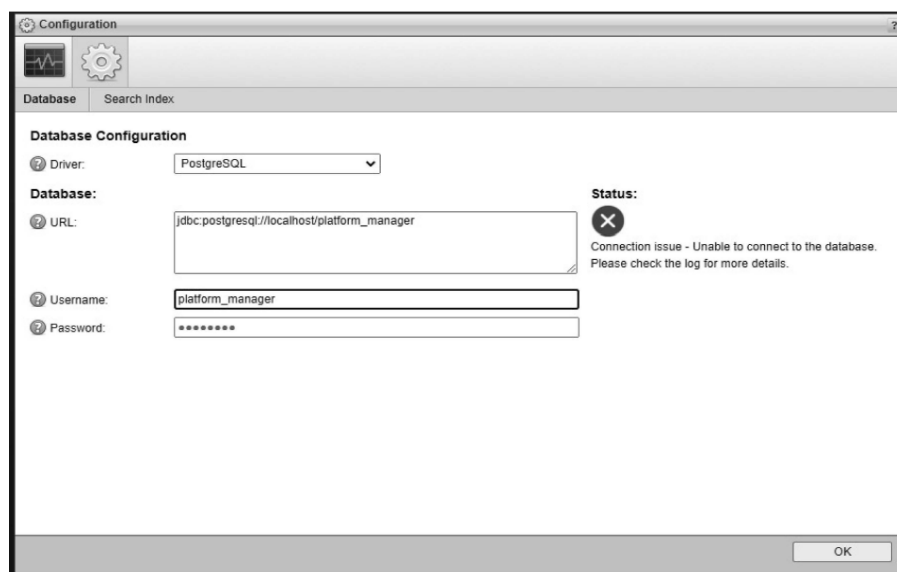 Configuration
?
Database Search Index
Database Configuration
? Driver: PostgreSQL
Database: Status:
? URL: jdbc:postgresql://localhost/platform_manager
Connection issue - Unable to connect to the database.
Please check the log for more details.
? Username: platform_manager
? Password: ●●●●●●●●
OK